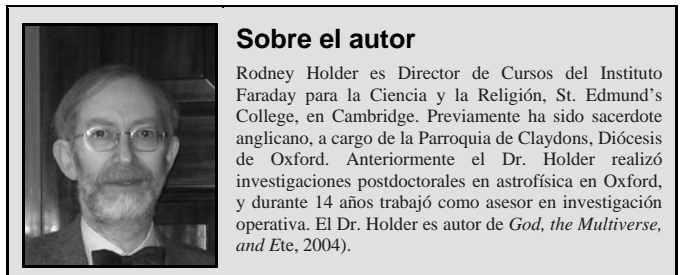 Sobre el autor
Rodney Holder es Director de Cursos del Instituto
Faraday para la Ciencia y la Religión, St. Edmund's
College, en Cambridge. Previamente ha sido sacerdote
anglicano, a cargo de la Parroquia de Claydons, Diócesis
de Oxford. Anteriormente el Dr. Holder realizó
investigaciones postdoctorales en astrofísica en Oxford,
y durante 14 años trabajó como asesor en investigación
operativa. El Dr. Holder es autor de God, the Multiverse,
and Ete, 2004).